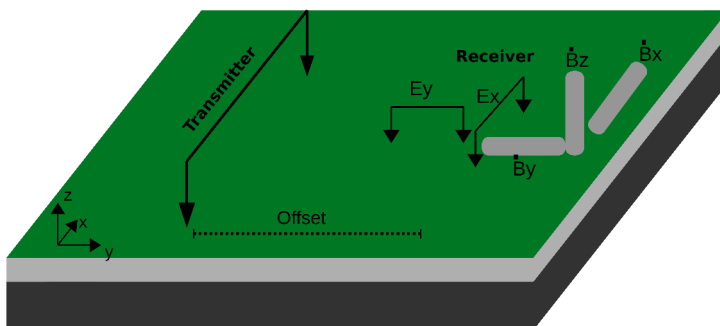 Transmitter
Receiver
Ḃz
Ḃx
Ey
Ex
Ḃy
Offset
z
x
y